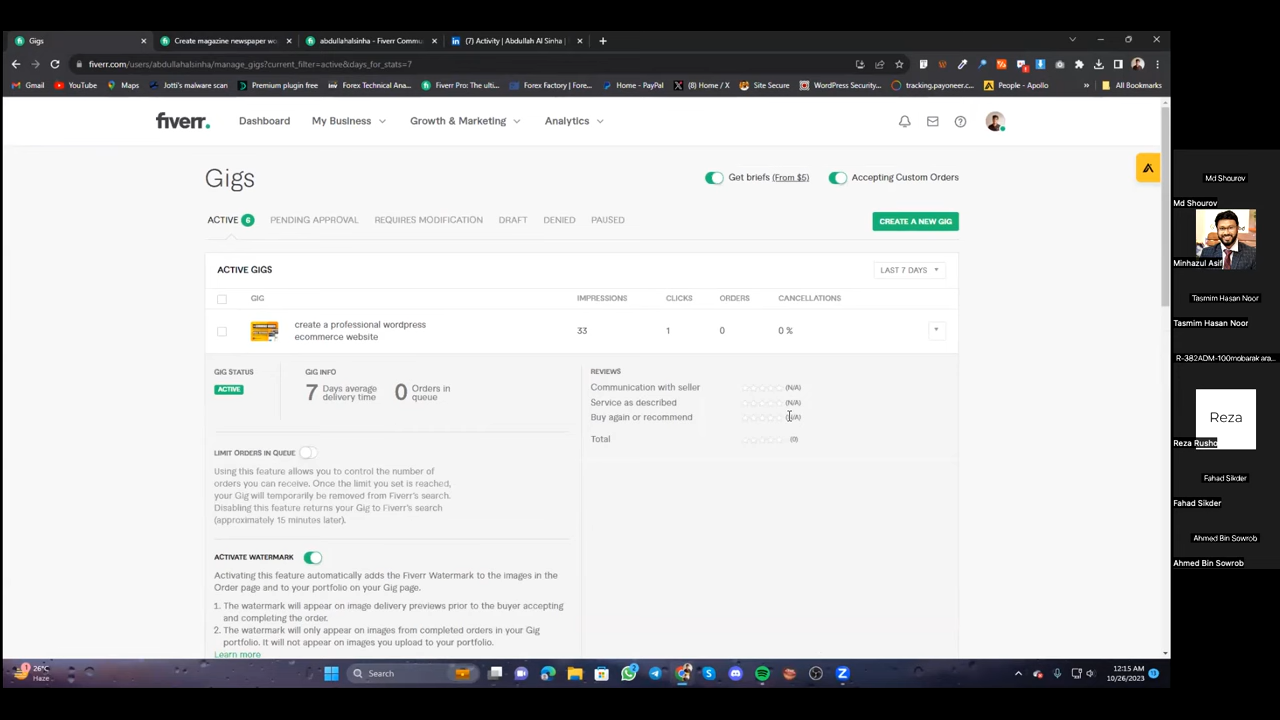 Gigs
Create magazine newspaper wo
abdullahalsinha - Fiverr Commu
(7) Activity | Abdullah Al Sinha |
fiverr.com/users/abdullahalsinha/manage_gigs?current_filter=active&days_for_stats=7
Gmail
YouTube
Maps
Jotti's malware scan
Premium plugin free
Forex Technical Ana...
Fiverr Pro: The ulti...
Forex Factory | Fore...
Home - PayPal
(8) Home / X
Site Secure
WordPress Security...
tracking.payoneer.c...
People - Apollo
All Bookmarks
fiverr.
Dashboard
My Business
Growth & Marketing
Analytics
Gigs
Get briefs (From $5)
Accepting Custom Orders
ACTIVE 6
PENDING APPROVAL
REQUIRES MODIFICATION
DRAFT
DENIED
PAUSED
CREATE A NEW GIG
ACTIVE GIGS
LAST 7 DAYS
GIG
IMPRESSIONS
CLICKS
ORDERS
CANCELLATIONS
create a professional wordpress
ecommerce website
33
1
0
0 %
GIG STATUS
ACTIVE
GIG INFO
7 Days average
delivery time
0 Orders in
queue
REVIEWS
Communication with seller (N/A)
Service as described (N/A)
Buy again or recommend (N/A)
Total (0)
LIMIT ORDERS IN QUEUE
Using this feature allows you to control the number of
orders you can receive. Once the limit you set is reached,
your Gig will temporarily be removed from Fiverr's search.
Disabling this feature returns your Gig to Fiverr's search
(approximately 15 minutes later).
ACTIVATE WATERMARK
Activating this feature automatically adds the Fiverr Watermark to the images in the
Order page and to your portfolio on your Gig page.
1. The watermark will appear on image delivery previews prior to the buyer accepting
and completing the order.
2. The watermark will only appear on images from completed orders in your Gig
portfolio. It will not appear on images you upload to your portfolio.
Learn more
26°C
Haze
Search
12:15 AM
10/26/2023
Md Shourov
Md Shourov
Minhazul Asif
Tasmim Hasan Noor
Tasmim Hasan Noor
R-382ADM-100mobarak ara...
Reza
Reza Rusho
Fahad Sikder
Fahad Sikder
Ahmed Bin Sowrob
Ahmed Bin Sowrob